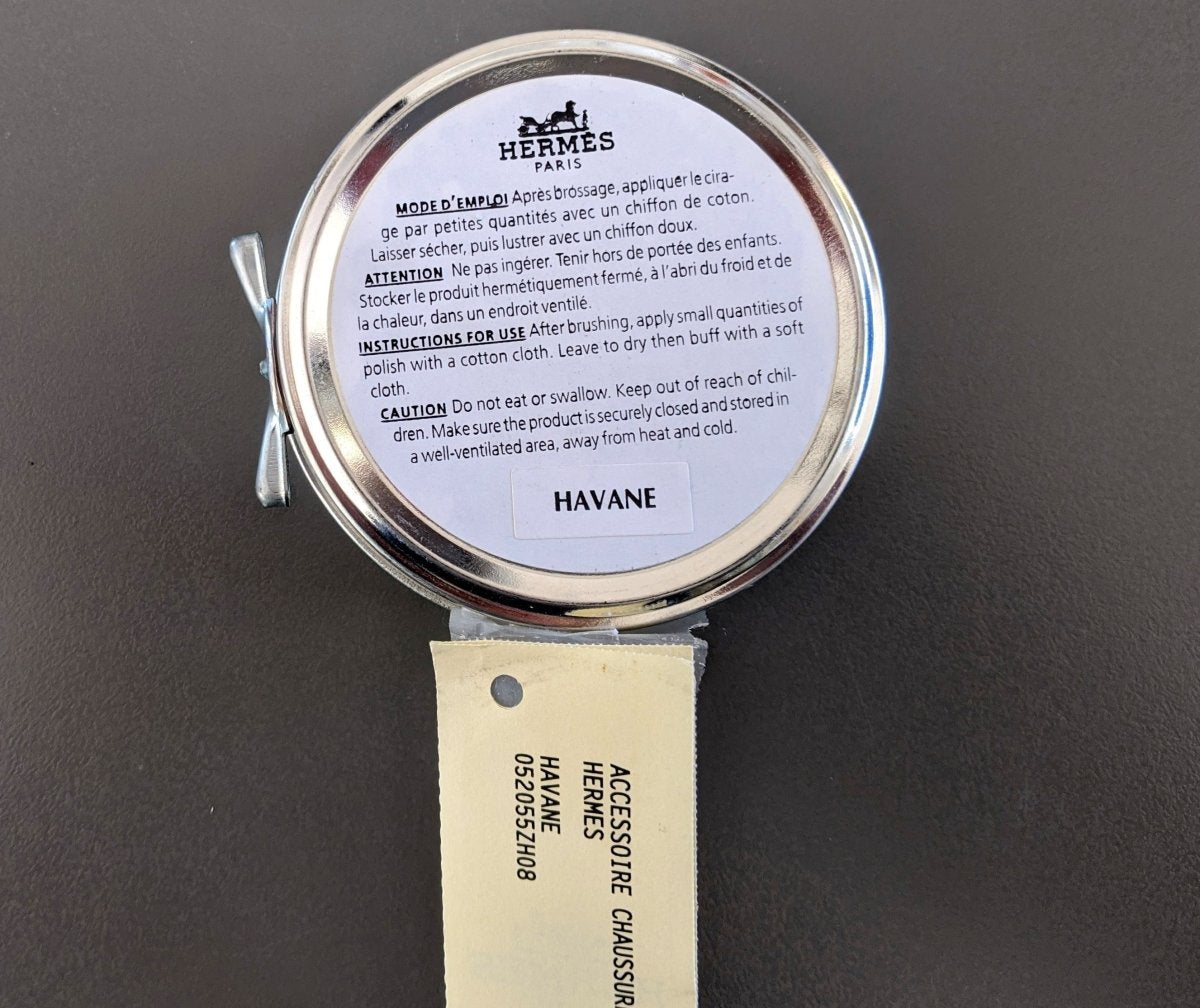 HERMÈS
PARIS
MODE D'EMPLOI Après brossage, appliquer le cira-
ge par petites quantités avec un chiffon de coton.
Laisser sécher, puis lustrer avec un chiffon doux.
ATTENTION Ne pas ingérer. Tenir hors de portée des enfants.
Stocker le produit hermétiquement fermé, à l'abri du froid et de
la chaleur, dans un endroit ventilé.
INSTRUCTIONS FOR USE After brushing, apply small quantities of
polish with a cotton cloth. Leave to dry then buff with a soft
cloth.
CAUTION Do not eat or swallow. Keep out of reach of chil-
dren. Make sure the product is securely closed and stored in
a well-ventilated area, away from heat and cold.
HAVANE
ACCESSOIRE CHAUSSUR
HERMES
HAVANE
052055ZH08